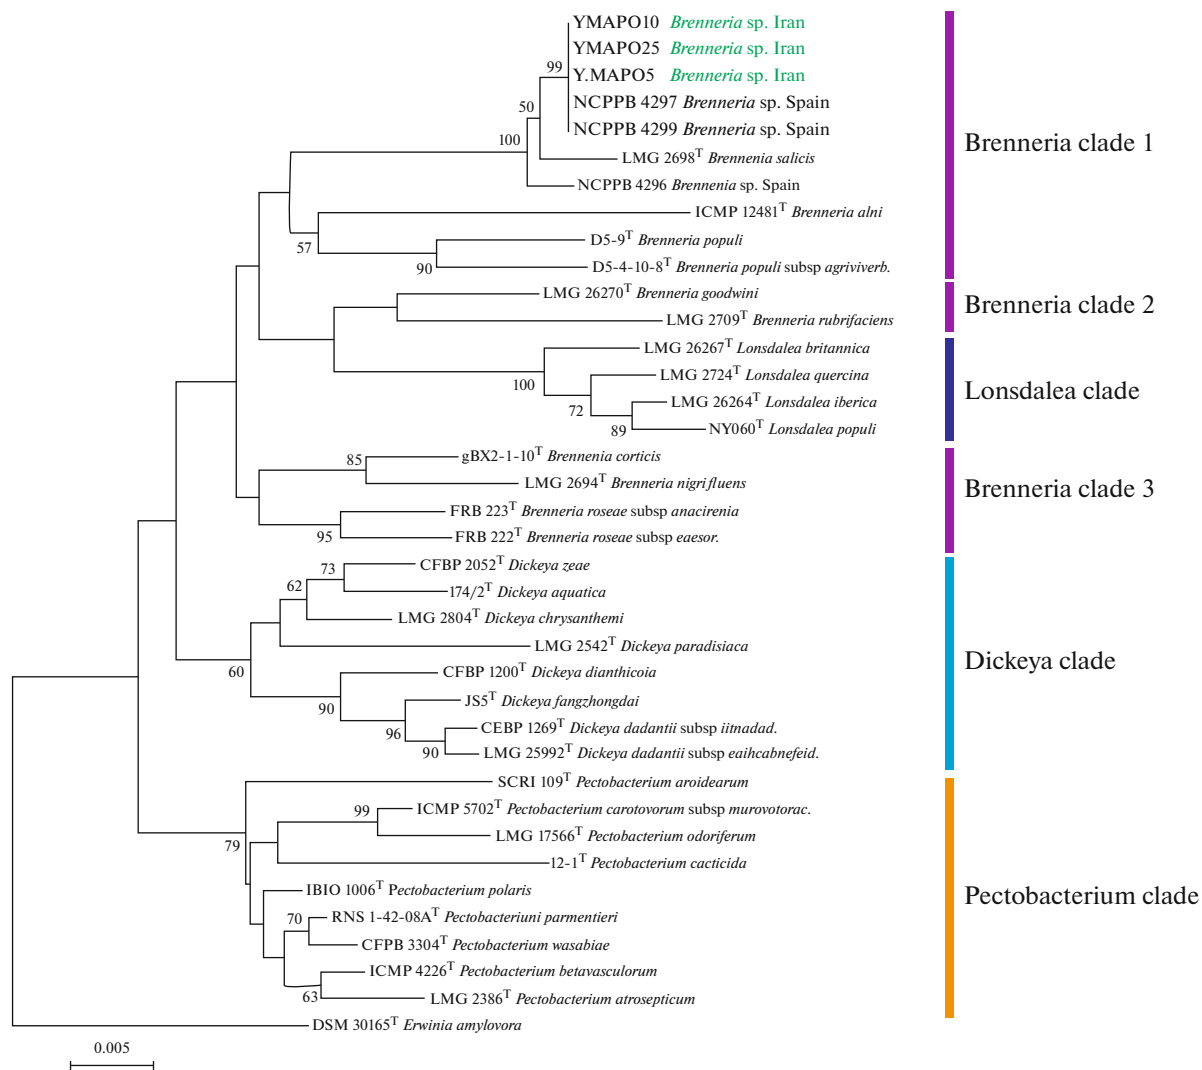 YMAPO10 Brenneria sp. Iran
YMAPO25 Brenneria sp. Iran
Y.MAPO5 Brenneria sp. Iran
99
NCPPB 4297 Brenneria sp. Spain
50
NCPPB 4299 Brenneria sp. Spain
100
Brenneria clade 1
LMG 2698T Brennenia salicis
NCPPB 4296 Brennenia sp. Spain
ICMP 12481T Brenneria alni
57
D5-9T Brenneria populi
90
D5-4-10-8T Brenneria populi subsp agriviverb.
LMG 26270T Brenneria goodwini
Brenneria clade 2
LMG 2709T Brenneria rubrifaciens
LMG 26267T Lonsdalea britannica
100
LMG 2724T Lonsdalea quercina
Lonsdalea clade
72
LMG 26264T Lonsdalea iberica
89
NY060T Lonsdalea populi
85
gBX2-1-10T Brennenia corticis
LMG 2694T Brenneria nigrifluens
Brenneria clade 3
FRB 223T Brenneria roseae subsp anacirenia
95
FRB 222T Brenneria roseae subsp eaesor.
73
CFBP 2052T Dickeya zeae
62
174/2T Dickeya aquatica
LMG 2804T Dickeya chrysanthemi
LMG 2542T Dickeya paradisiaca
60
Dickeya clade
CFBP 1200T Dickeya dianthicoia
90
JS5T Dickeya fangzhongdai
96
CEBP 1269T Dickeya dadantii subsp iitnadad.
90
LMG 25992T Dickeya dadantii subsp eaihcabnefeid.
SCRI 109T Pectobacterium aroidearum
99
ICMP 5702T Pectobacterium carotovorum subsp murovotorac.
79
LMG 17566T Pectobacterium odoriferum
12-1T Pectobacterium cacticida
IBIO 1006T Pectobacterium polaris
Pectobacterium clade
70
RNS 1-42-08AT Pectobacteriuni parmentieri
CFPB 3304T Pectobacterium wasabiae
ICMP 4226T Pectobacterium betavasculorum
63
LMG 2386T Pectobacterium atrosepticum
DSM 30165T Erwinia amylovora
0.005